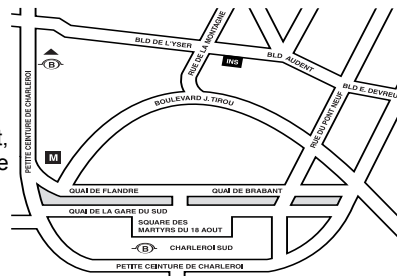 BLD DE L'YSER
RUE DE LA MONTAGNE
INS
BLD AUDENT
BLD E. DEVREU
B
PETITE CEINTURE DE CHARLEROI
BOULEVARD J. TIROU
RUE DU PONT NEUF
t,
M
e
QUAI DE FLANDRE
QUAI DE BRABANT
QUAI DE LA GARE DU SUD
SQUARE DES
MARTYRS DU 18 AOUT
B
CHARLEROI SUD
PETITE CEINTURE DE CHARLEROI